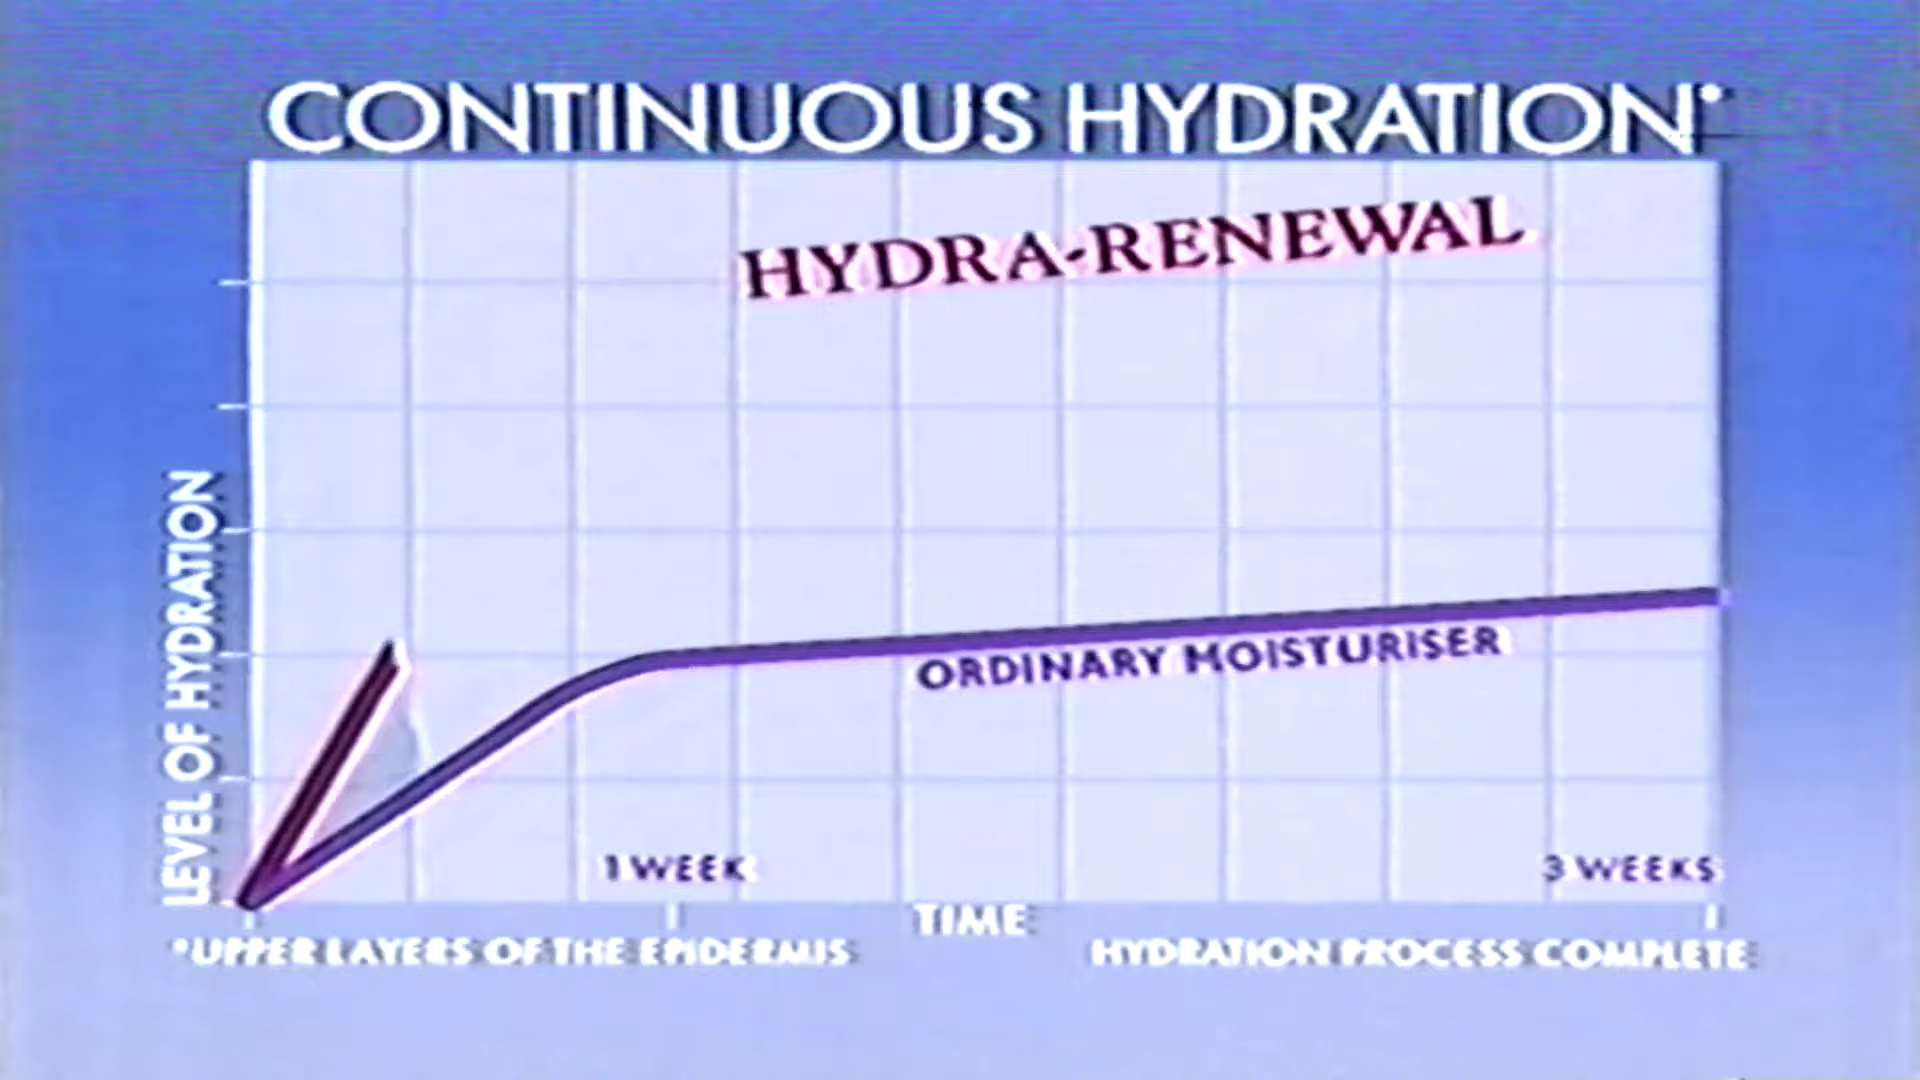 CONTINUOUS HYDRATION*
HYDRA-RENEWAL
LEVEL OF HYDRATION
ORDINARY MOISTURISER
1 WEEK
3 WEEKS
TIME
*UPPER LAYERS OF THE EPIDERMIS
HYDRATION PROCESS COMPLETE